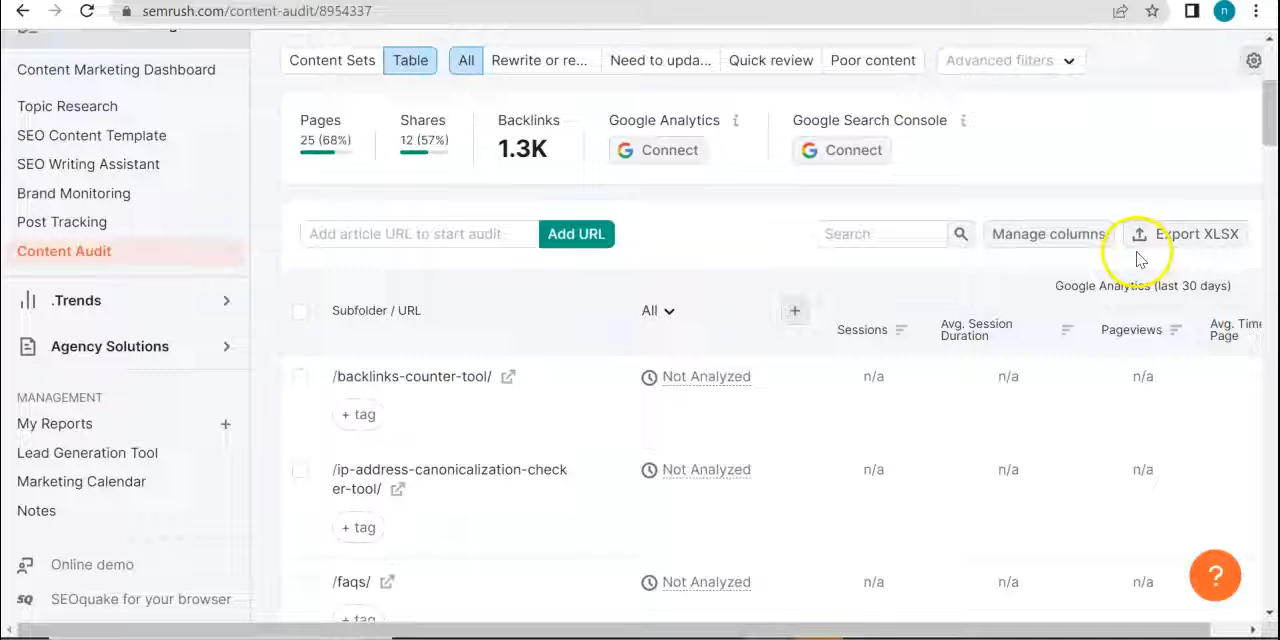 semrush.com/content-audit/8954337
n
Content Marketing Dashboard
Topic Research
SEO Content Template
SEO Writing Assistant
Brand Monitoring
Post Tracking
Content Audit
.Trends
Agency Solutions
MANAGEMENT
My Reports +
Lead Generation Tool
Marketing Calendar
Notes
Online demo
SQ SEOquake for your browser
Content Sets Table All Rewrite or re... Need to upda... Quick review Poor content Advanced filters
Pages Shares Backlinks Google Analytics i Google Search Console i
25 (68%) 12 (57%) 1.3K G Connect G Connect
Add article URL to start audit Add URL Search Manage columns Export XLSX
Google Analytics (last 30 days)
Subfolder / URL All +
Sessions Avg. Session Duration Pageviews Avg. Time Page
/backlinks-counter-tool/ Not Analyzed n/a n/a n/a
+ tag
/ip-address-canonicalization-check
er-tool/ Not Analyzed n/a n/a n/a
+ tag
/faqs/ Not Analyzed n/a n/a n/a
+ tag
?